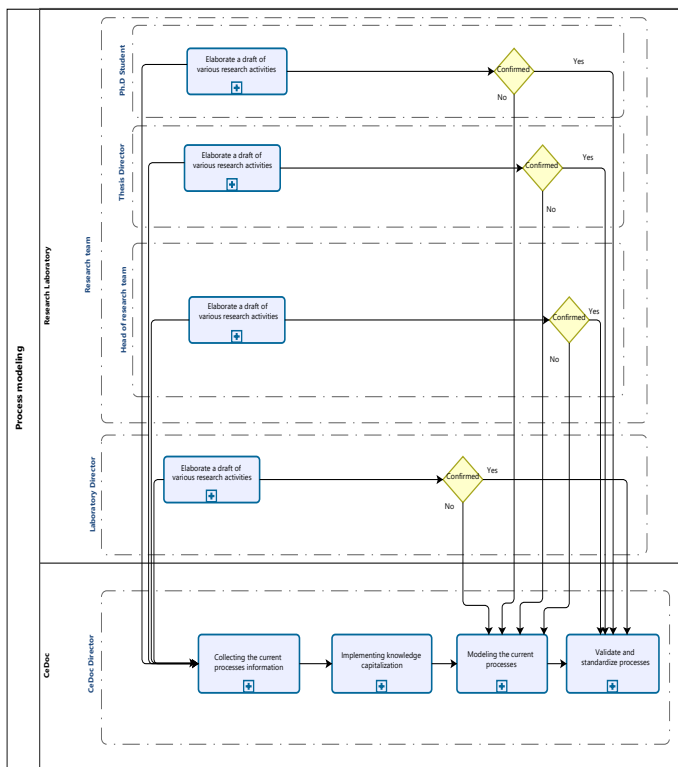 Process modeling
Research Laboratory
Research team
Ph.D Student
Elaborate a draft of
various research activities
Confirmed
Yes
No
Thesis Director
Elaborate a draft of
various research activities
Confirmed
Yes
No
Head of research team
Elaborate a draft of
various research activities
Confirmed
Yes
No
Laboratory Director
Elaborate a draft of
various research activities
Confirmed
Yes
No
CeDoc
CeDoc Director
Collecting the current
processes information
Implementing knowledge
capitalization
Modeling the current
processes
Validate and
standardize processes